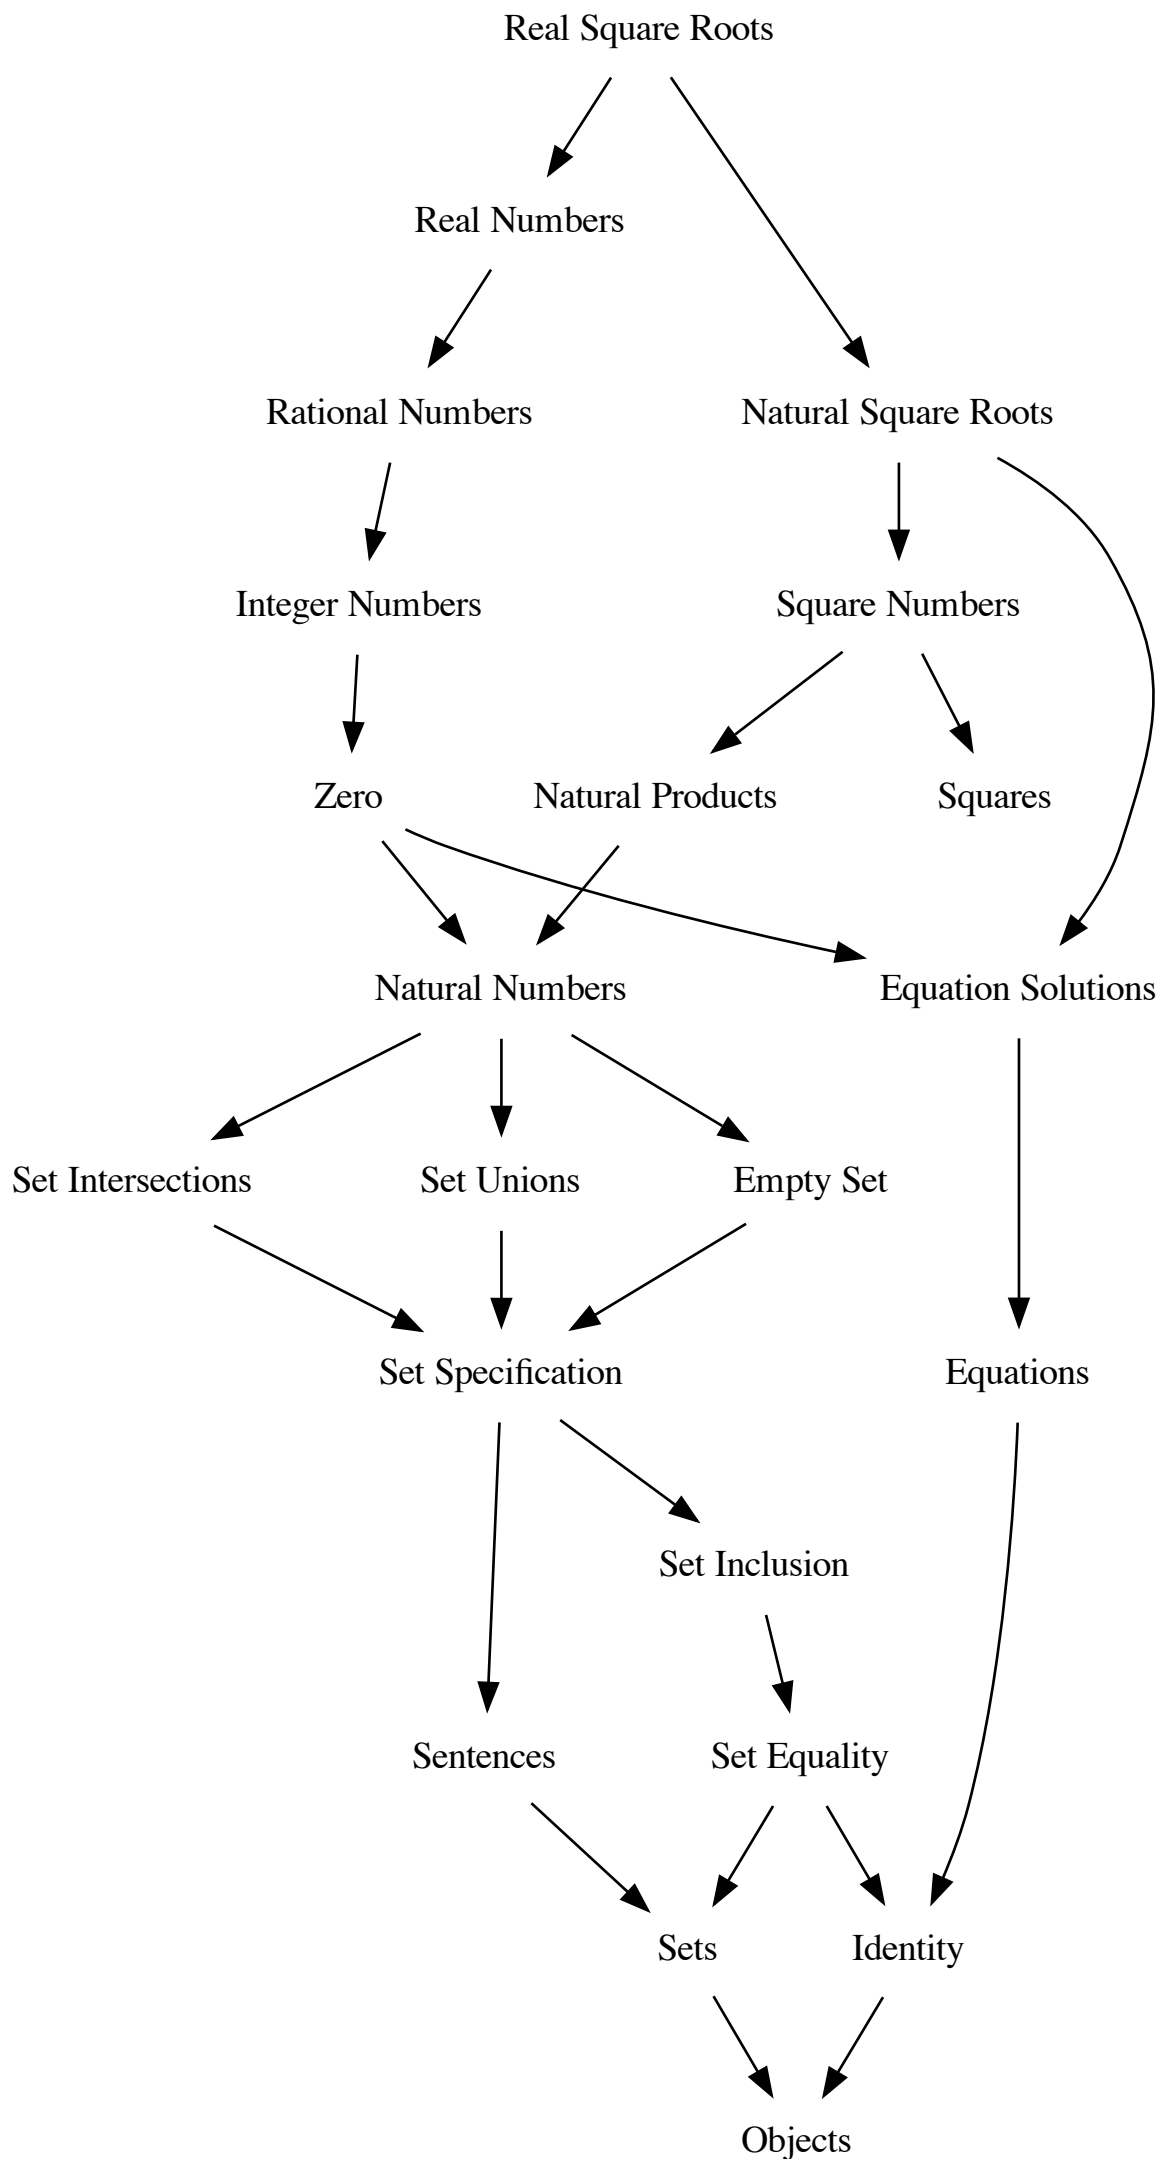 Real Square Roots
Real Numbers
Rational Numbers
Natural Square Roots
Integer Numbers
Square Numbers
Zero
Natural Products
Squares
Natural Numbers
Equation Solutions
Set Intersections
Set Unions
Empty Set
Set Specification
Equations
Set Inclusion
Sentences
Set Equality
Sets
Identity
Objects